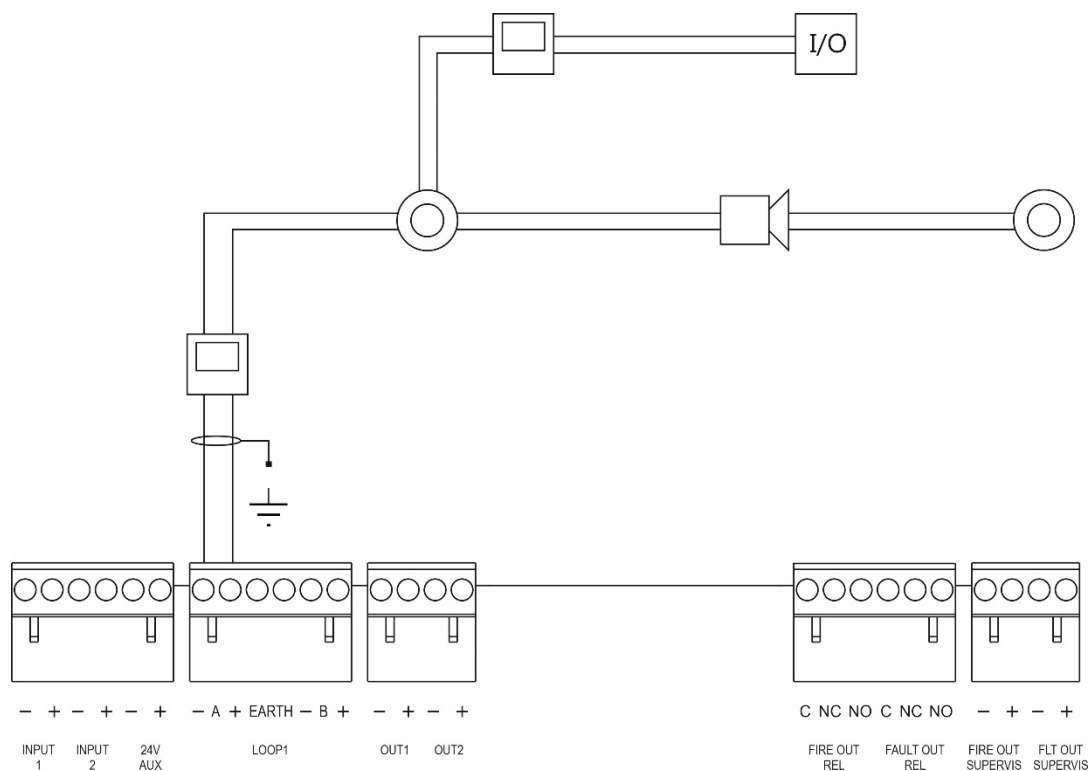 I/O
− + − + − + − A + EARTH − B + − + − + C NC NO C NC NO − + − +
INPUT INPUT 24V LOOP1 OUT1 OUT2 FIRE OUT FAULT OUT FIRE OUT FLT OUT
1 2 AUX REL REL SUPERVIS SUPERVIS